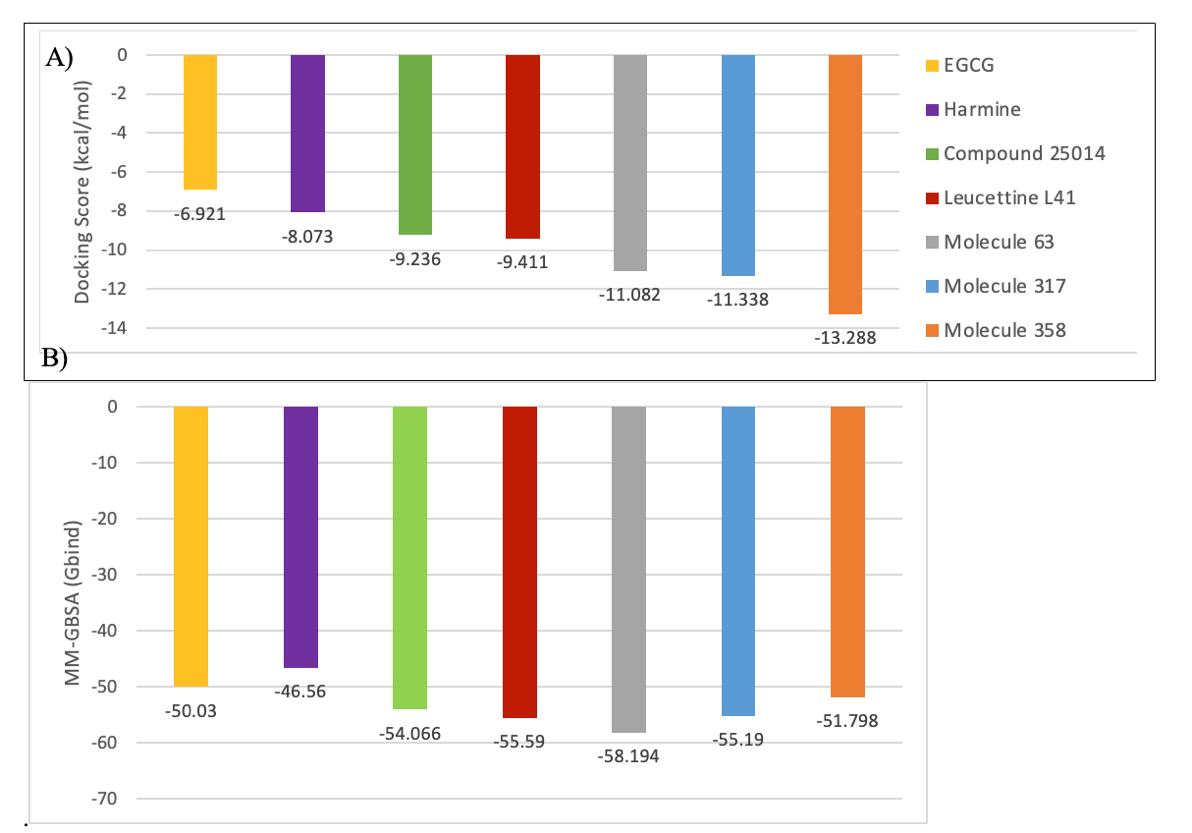 A)
Docking Score (kcal/mol)
0
-2
-4
-6
-8
-10
-12
-14
-6.921
-8.073
-9.236
-9.411
-11.082
-11.338
-13.288
EGCG
Harmine
Compound 25014
Leucettine L41
Molecule 63
Molecule 317
Molecule 358
B)
MM-GBSA (Gbind)
0
-10
-20
-30
-40
-50
-60
-70
-50.03
-46.56
-54.066
-55.59
-58.194
-55.19
-51.798
.